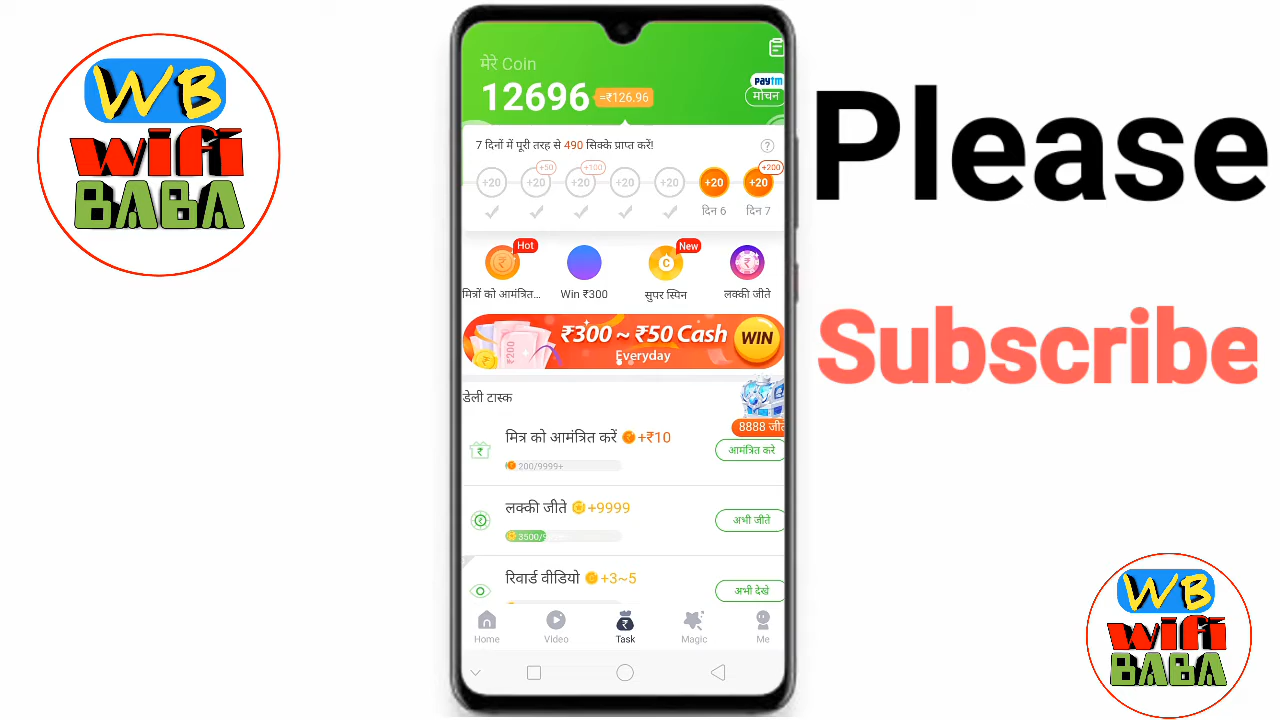 WB
wifi
BABA
मेरे Coin
12696 =₹126.96
paytm
मोचन
7 दिनों में पूरी तरह से 490 सिक्के प्राप्त करें!
?
+50 +100 +200
+20 +20 +20 +20 +20 +20 +20
दिन 6 दिन 7
Hot New
मित्रों को आमंत्रित... Win ₹300 सुपर स्पिन लक्की जीते
₹300 ~ ₹50 Cash WIN
₹200
Everyday
डेली टास्क
8888 जीते
मित्र को आमंत्रित करें +₹10
200/9999+
आमंत्रित करे
लक्की जीते +9999
अभी जीते
रिवार्ड वीडियो +3~5
अभी देखे
Home Video Task Magic Me
Please
Subscribe
WB
wifi
BABA